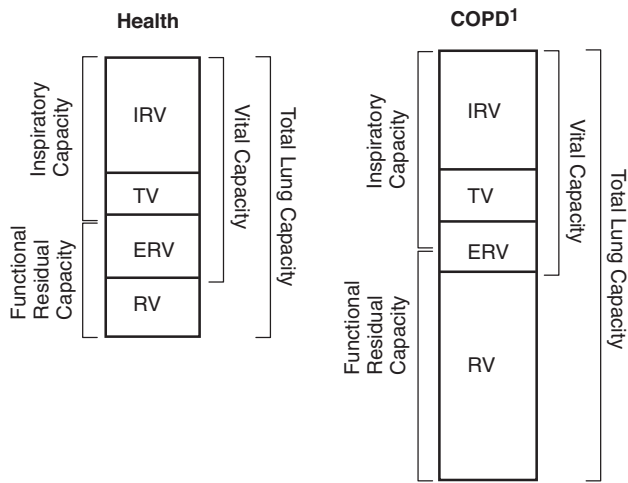 Health
Inspiratory
Capacity
Functional
Residual
Capacity
IRV
TV
ERV
RV
Vital Capacity
Total Lung Capacity
COPD¹
Inspiratory
Capacity
Functional
Residual
Capacity
IRV
TV
ERV
RV
Vital Capacity
Total Lung Capacity